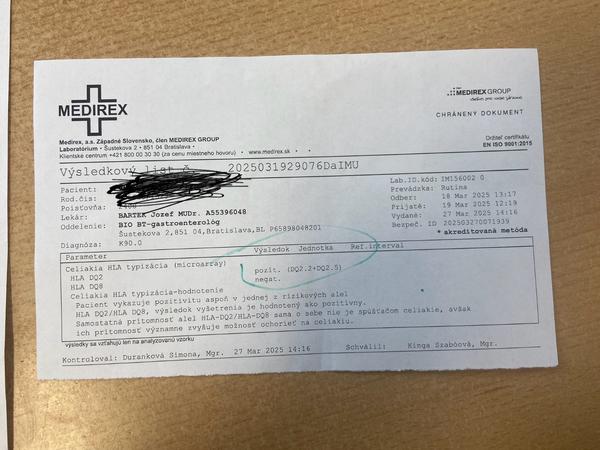 MEDIREX
MEDIREX GROUP
CHRÁNENÝ DOKUMENT
Medirex, a.s. Západné Slovensko, člen MEDIREX GROUP
Laboratórium • Šustekova 2 • 851 04 Bratislava •
Klientske centrum +421 800 00 30 30 (za cenu miestneho hovoru) • www.medirex.sk • •
Držiteľ certifikátu
EN ISO 9001:2015
Výsledkový list č. 2025031929076DaIMU
Pacient:
Rod.čís:
Poisťovňa:
Lekár: BARTEK Jozef MUDr. A55396048
Oddelenie: BIO BT-gastroenterológ
Šustekova 2,851 04,Bratislava,BL P65898048201
Diagnóza: K90.0
Lab.ID.kód: IM156002 0
Prevádzka: Rutina
Odber: 18 Mar 2025 13:17
Prijaté: 19 Mar 2025 12:19
Vydané: 27 Mar 2025 14:16
Bezpeč. ID 202503270071939
* akreditovaná metóda
Parameter Výsledok Jednotka Ref.interval
Celiakia HLA typizácia (microarray)
HLA DQ2 pozit. (DQ2.2+DQ2.5)
HLA DQ8 negat.
Celiakia HLA typizácia-hodnotenie
Pacient vykazuje pozitivitu aspoň v jednej z rizikových alel
HLA DQ2/HLA DQ8, výsledok vyšetrenia je hodnotený ako pozitívny.
Samostatná prítomnosť alel HLA-DQ2/HLA-DQ8 sama o sebe nie je spúšťačom celiakie, avšak
ich prítomnosť významne zvyšuje možnosť ochorieť na celiakiu.
výsledky sa vzťahujú len na analyzovanú vzorku
Kontroloval: Duranková Simona, Mgr. 27 Mar 2025 14:16 Schválil: Kinga Szabóová, Mgr.